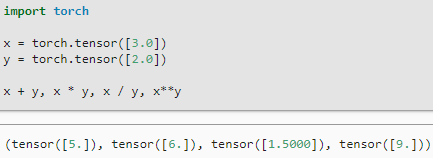 import torch
x = torch.tensor([3.0])
y = torch.tensor([2.0])
x + y, x * y, x / y, x**y
(tensor([5.]), tensor([6.]), tensor([1.5000]), tensor([9.]))